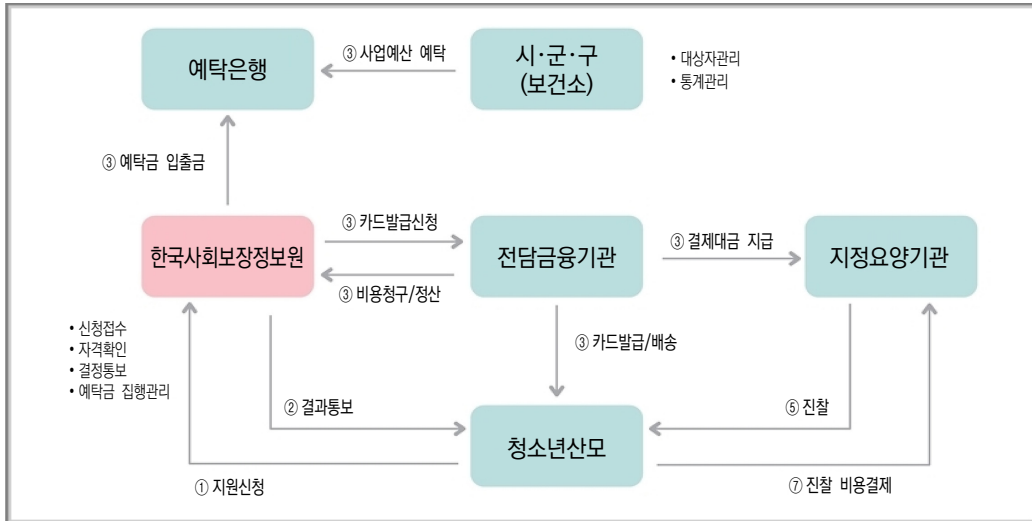 예탁은행
③ 사업예산 예탁
시·군·구
(보건소)
• 대상자관리
• 통계관리
③ 예탁금 입출금
한국사회보장정보원
③ 카드발급신청
③ 비용청구/정산
전담금융기관
③ 결제대금 지급
지정요양기관
• 신청접수
• 자격확인
• 결정통보
• 예탁금 집행관리
③ 카드발급/배송
② 결과통보
⑤ 진찰
청소년산모
① 지원신청
⑦ 진찰 비용결제